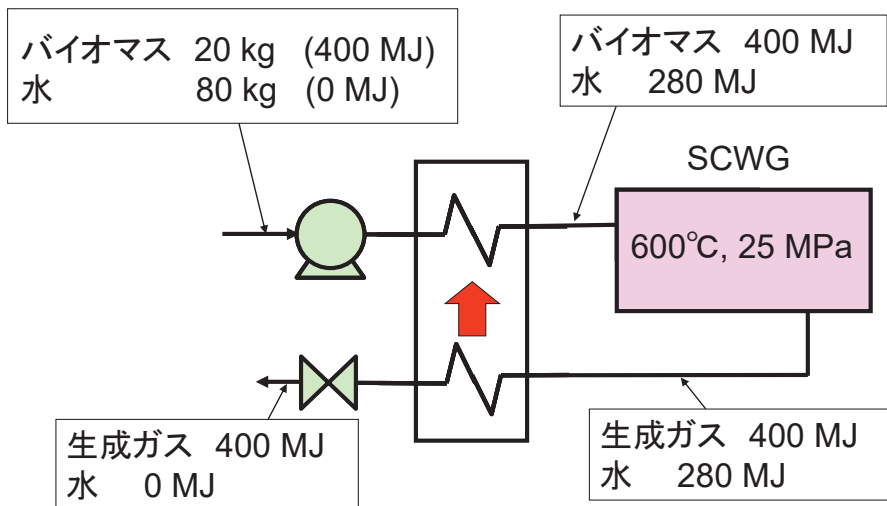 バイオマス 20 kg (400 MJ)
水 80 kg (0 MJ)
バイオマス 400 MJ
水 280 MJ
SCWG
600℃, 25 MPa
生成ガス 400 MJ
水 0 MJ
生成ガス 400 MJ
水 280 MJ